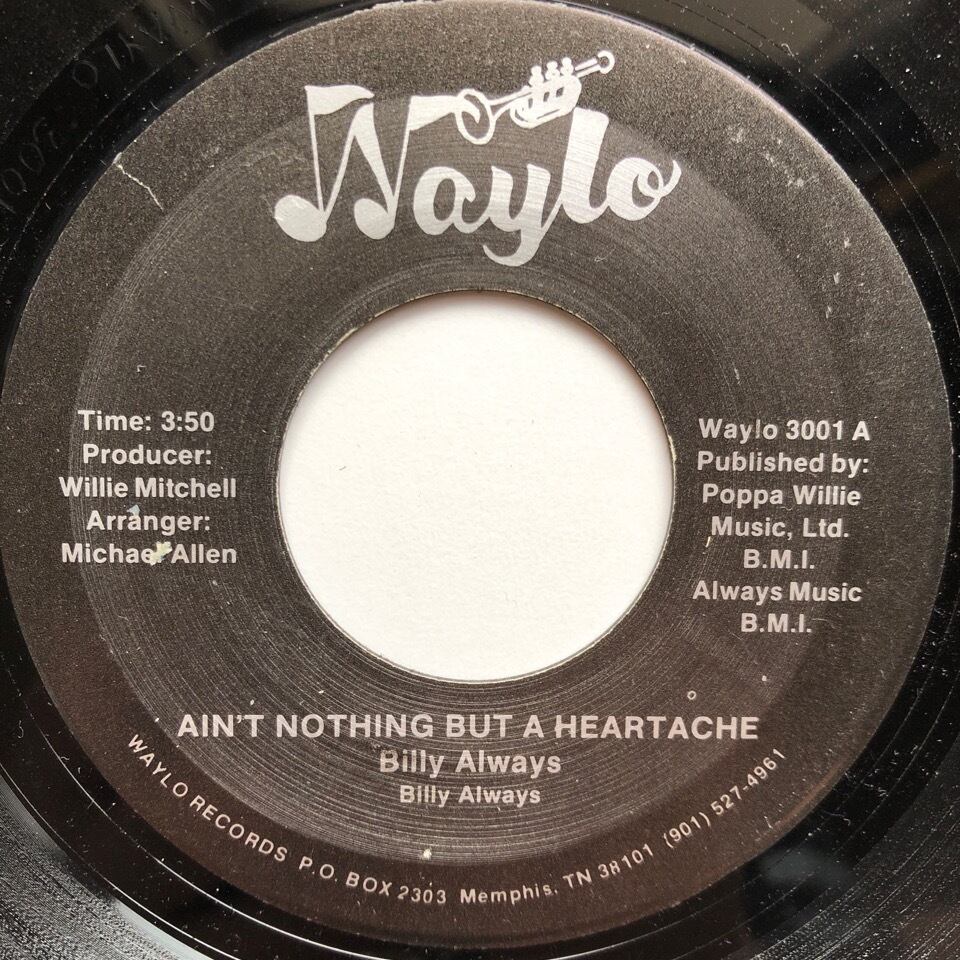 Waylo
Time: 3:50
Producer:
Willie Mitchell
Arranger:
Michael Allen
Waylo 3001 A
Published by:
Poppa Willie
Music, Ltd.
B.M.I.
Always Music
B.M.I.
AIN'T NOTHING BUT A HEARTACHE
Billy Always
Billy Always
WAYLO RECORDS P.O. BOX 2303 Memphis, TN 38101 (901) 527-4961